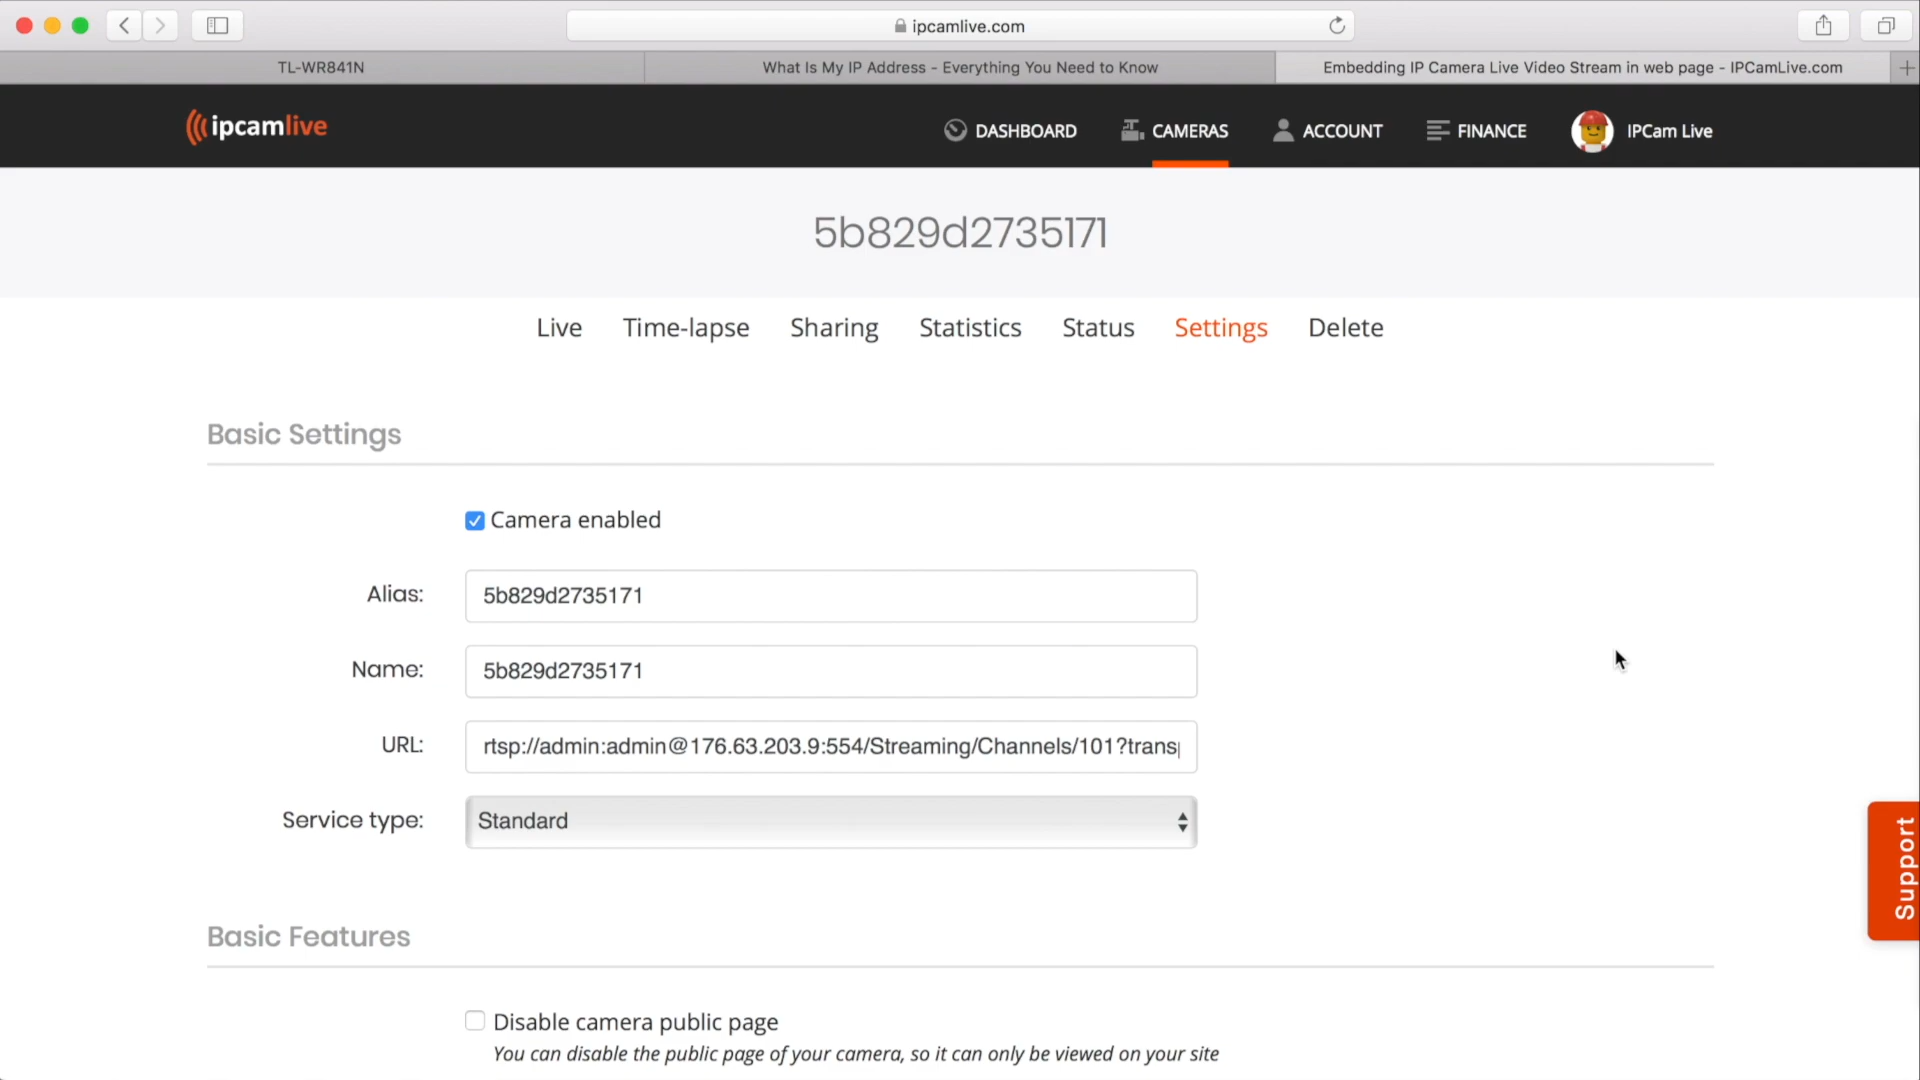 ipcamlive.com
TL-WR841N
What Is My IP Address - Everything You Need to Know
Embedding IP Camera Live Video Stream in web page - IPCamLive.com
ipcamlive
DASHBOARD
CAMERAS
ACCOUNT
FINANCE
IPCam Live
5b829d2735171
Live
Time-lapse
Sharing
Statistics
Status
Settings
Delete
Basic Settings
Camera enabled
Alias:
5b829d2735171
Name:
5b829d2735171
URL:
rtsp://admin:admin@176.63.203.9:554/Streaming/Channels/101?transp
Service type:
Standard
Support
Basic Features
Disable camera public page
You can disable the public page of your camera, so it can only be viewed on your site